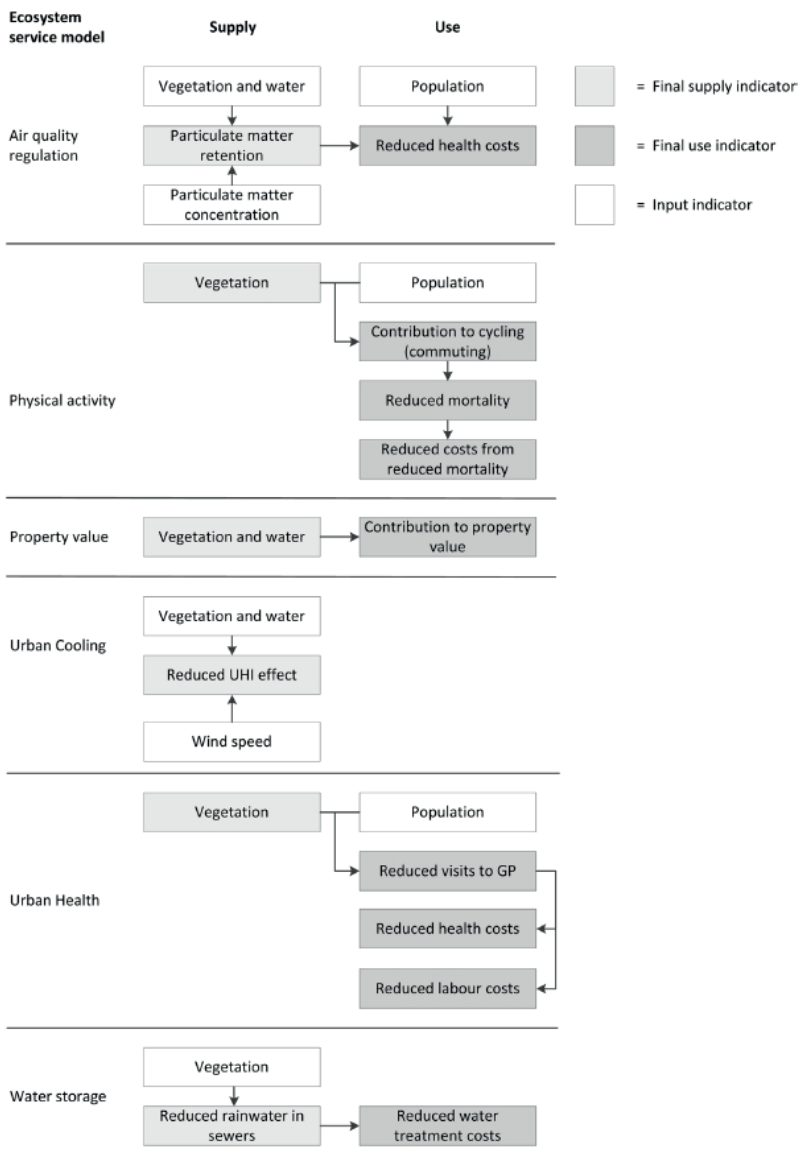 Ecosystem
service model
Supply
Use
Vegetation and water
Population
= Final supply indicator
Air quality
regulation
Particulate matter
retention
Reduced health costs
= Final use indicator
Particulate matter
concentration
= Input indicator
Vegetation
Population
Contribution to cycling
(commuting)
Physical activity
Reduced mortality
Reduced costs from
reduced mortality
Property value
Vegetation and water
Contribution to property
value
Vegetation and water
Urban Cooling
Reduced UHI effect
Wind speed
Vegetation
Population
Reduced visits to GP
Urban Health
Reduced health costs
Reduced labour costs
Vegetation
Water storage
Reduced rainwater in
sewers
Reduced water
treatment costs